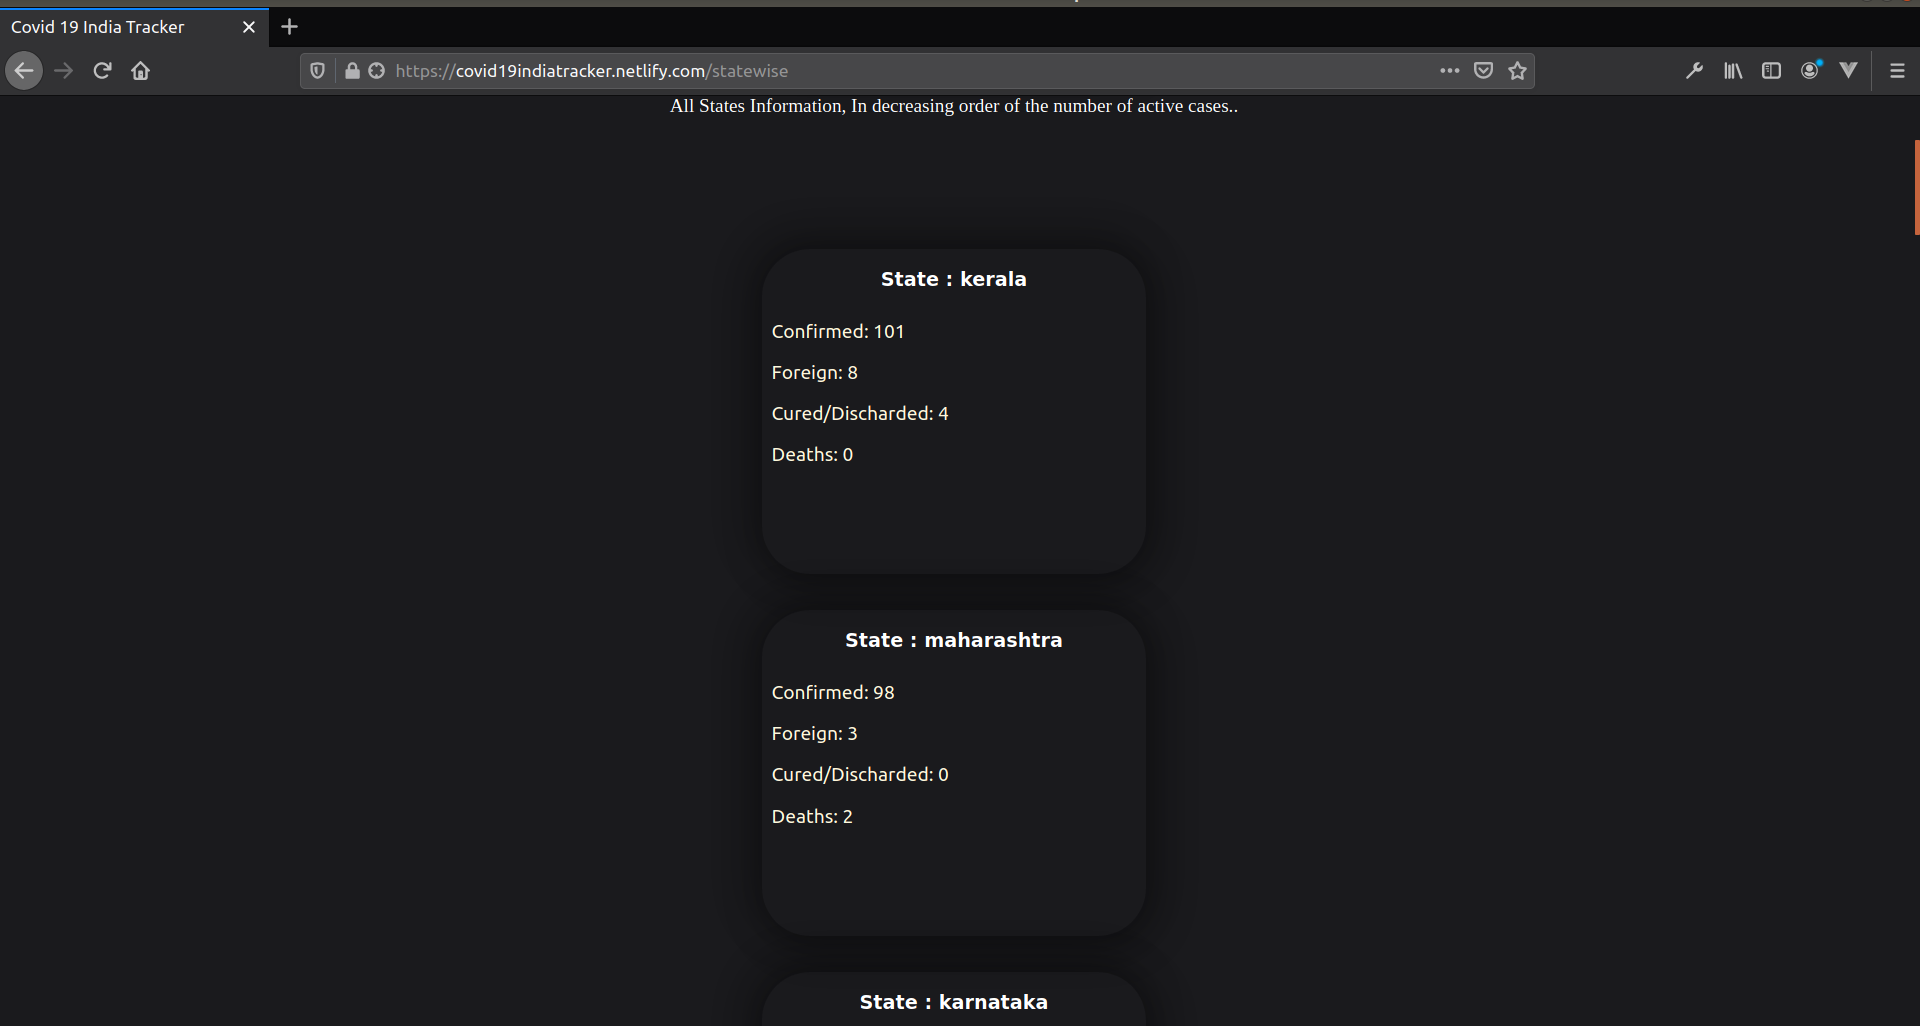 Covid 19 India Tracker
https://covid19indiatracker.netlify.com/statewise
All States Information, In decreasing order of the number of active cases..
State : kerala
Confirmed: 101
Foreign: 8
Cured/Discharded: 4
Deaths: 0
State : maharashtra
Confirmed: 98
Foreign: 3
Cured/Discharded: 0
Deaths: 2
State : karnataka